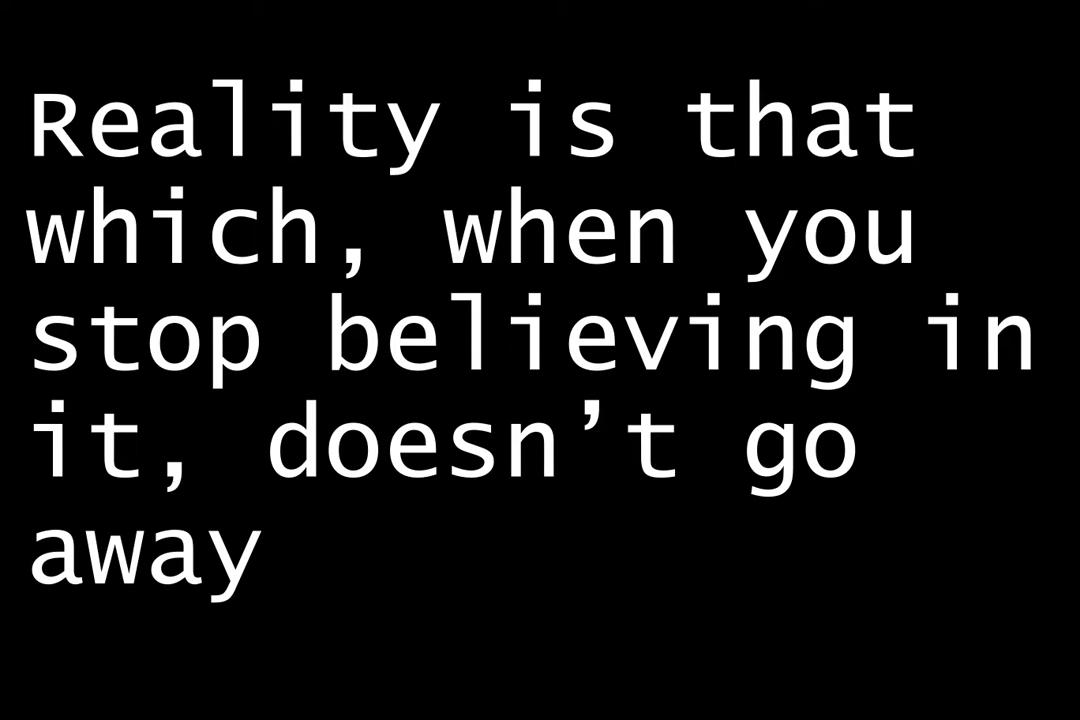 Reality is that
which, when you
stop believing in
it, doesn’t go
away